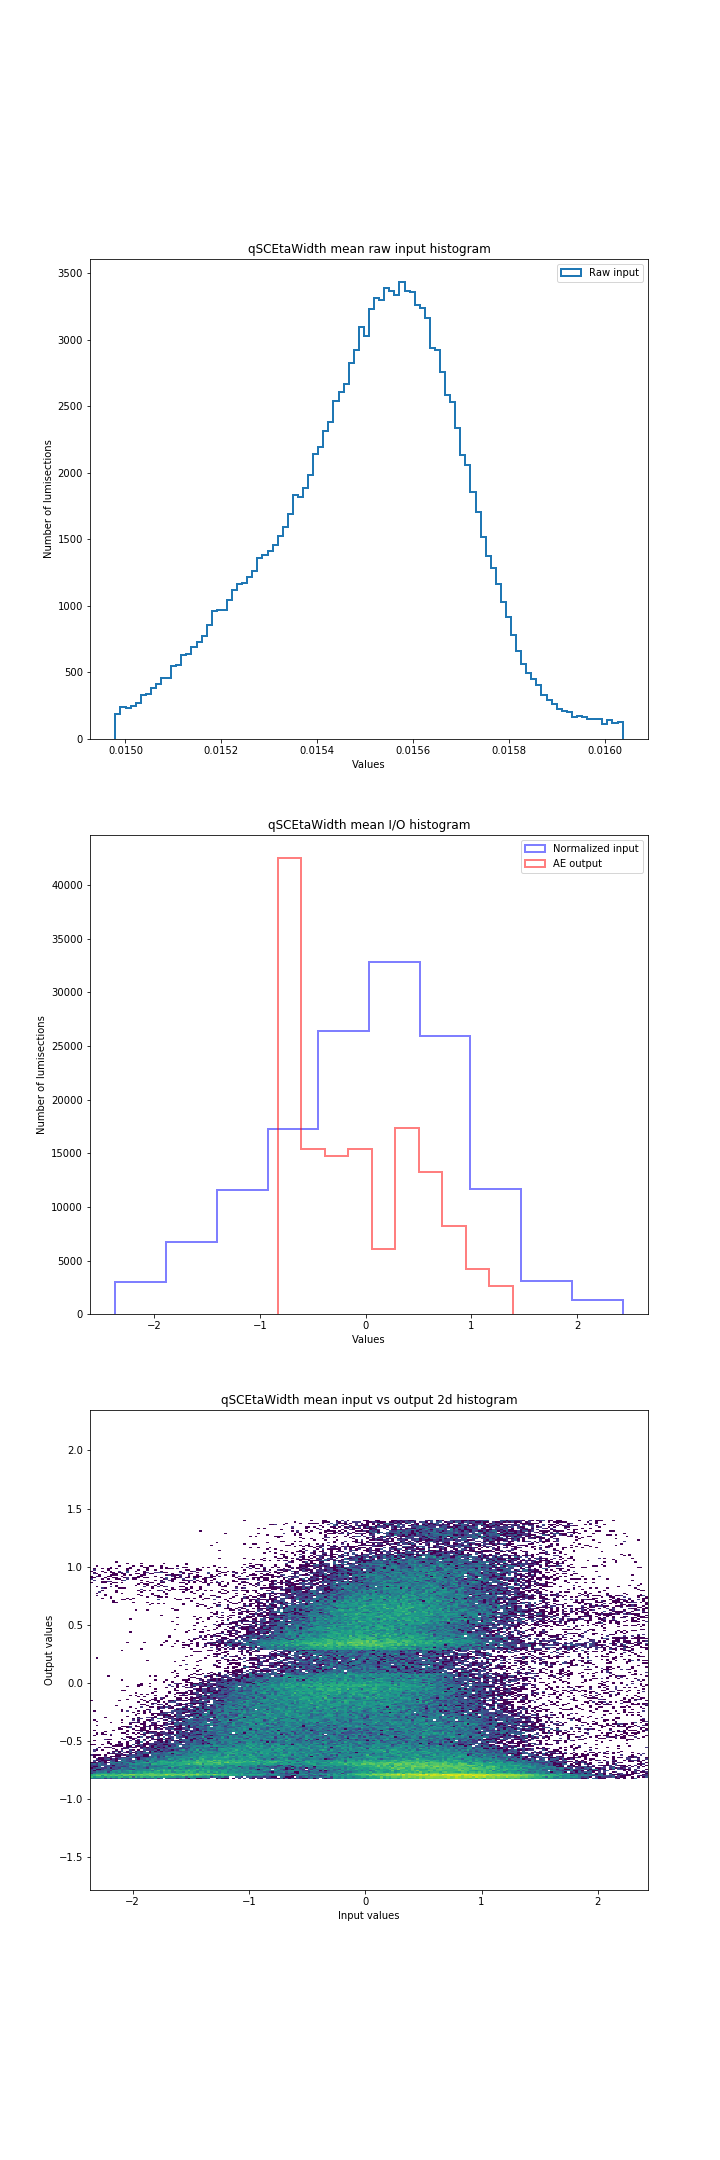 qSCEtaWidth mean raw input histogram
Raw input
3500
3000
2500
2000
1500
1000
500
0
Number of lumisections
0.0150 0.0152 0.0154 0.0156 0.0158 0.0160
Values
qSCEtaWidth mean I/O histogram
Normalized input
AE output
40000
35000
30000
25000
20000
15000
10000
5000
0
Number of lumisections
−2 −1 0 1 2
Values
qSCEtaWidth mean input vs output 2d histogram
2.0
1.5
1.0
0.5
0.0
−0.5
−1.0
−1.5
Output values
−2 −1 0 1 2
Input values